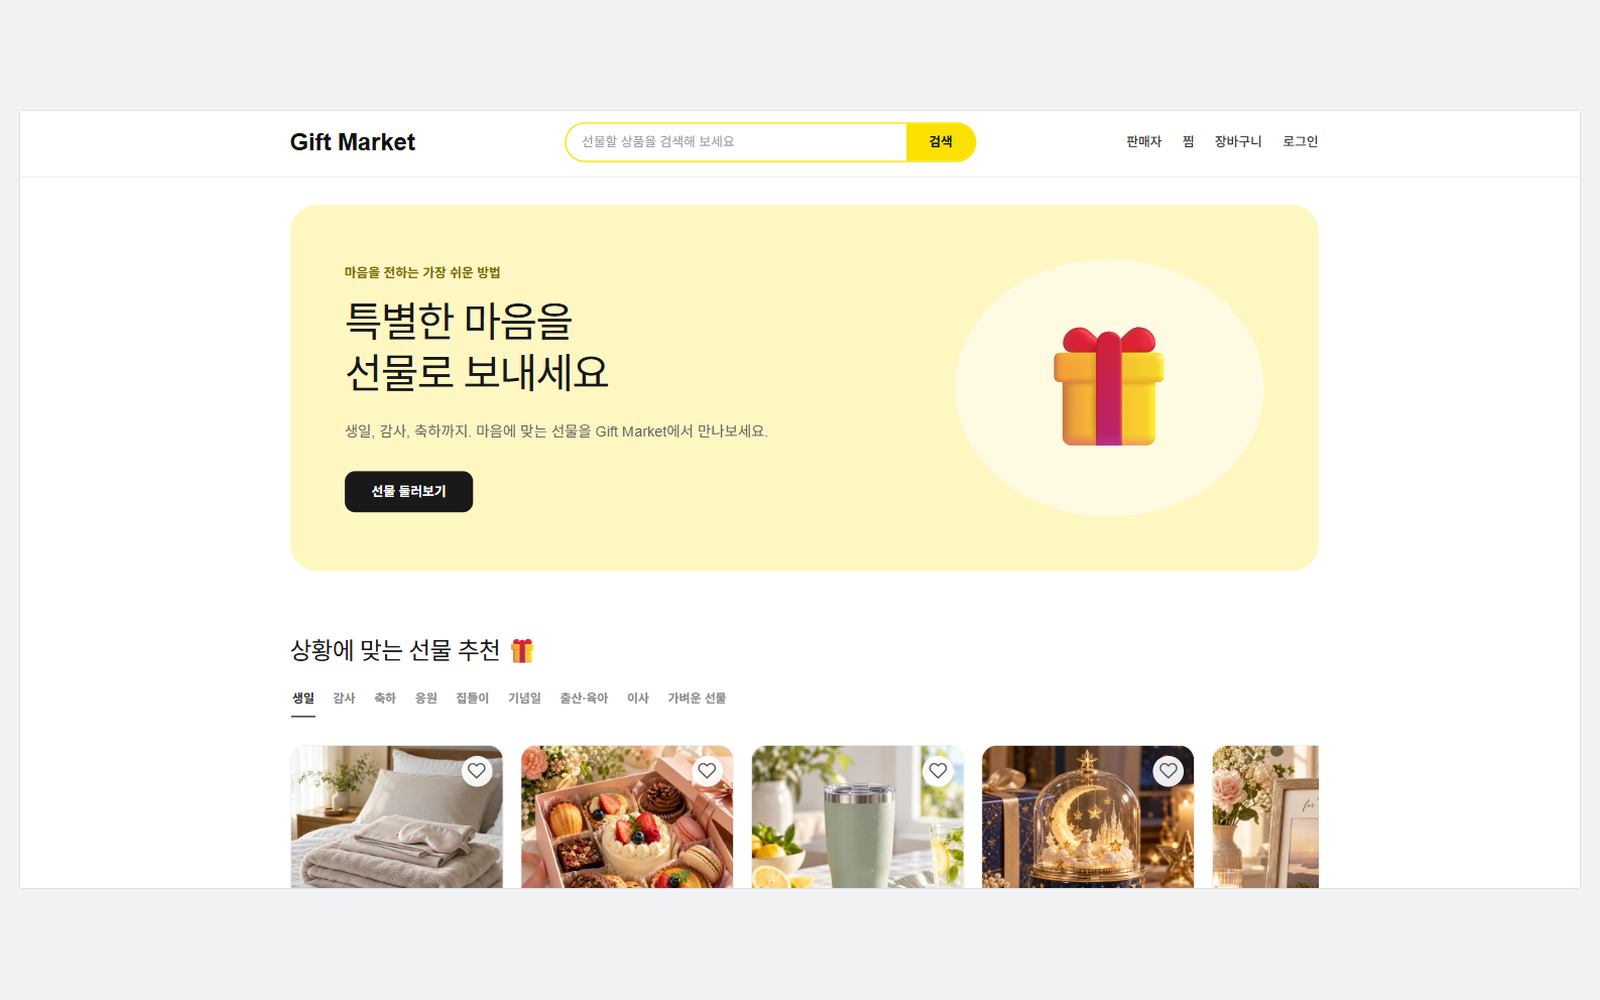 Gift Market
선물할 상품을 검색해 보세요
검색
판매자 찜 장바구니 로그인
마음을 전하는 가장 쉬운 방법
특별한 마음을
선물로 보내세요
생일, 감사, 축하까지. 마음에 맞는 선물을 Gift Market에서 만나보세요.
선물 둘러보기
상황에 맞는 선물 추천
생일 감사 축하 응원 집들이 기념일 출산·육아 이사 가벼운 선물